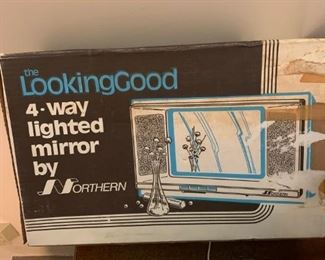 the
LookingGood
4-way
lighted
mirror
by
NORTHERN